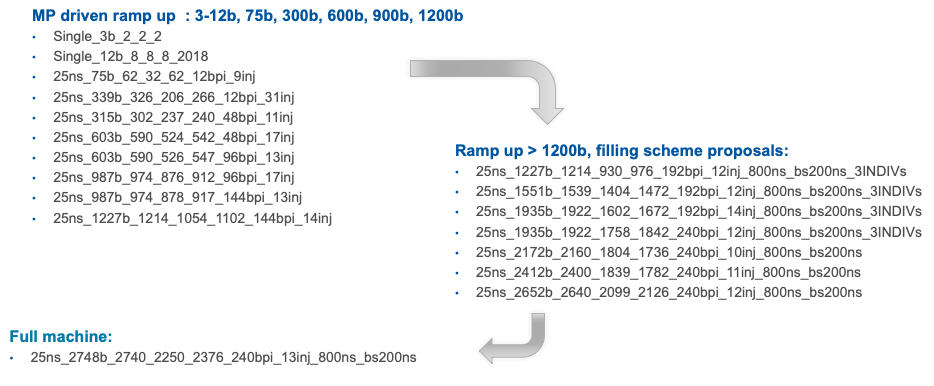 MP driven ramp up : 3-12b, 75b, 300b, 600b, 900b, 1200b
• Single_3b_2_2_2
• Single_12b_8_8_8_2018
• 25ns_75b_62_32_62_12bpi_9inj
• 25ns_339b_326_206_266_12bpi_31inj
• 25ns_315b_302_237_240_48bpi_11inj
• 25ns_603b_590_524_542_48bpi_17inj
• 25ns_603b_590_526_547_96bpi_13inj
• 25ns_987b_974_876_912_96bpi_17inj
• 25ns_987b_974_878_917_144bpi_13inj
• 25ns_1227b_1214_1054_1102_144bpi_14inj
Ramp up > 1200b, filling scheme proposals:
• 25ns_1227b_1214_930_976_192bpi_12inj_800ns_bs200ns_3INDIVs
• 25ns_1551b_1539_1404_1472_192bpi_12inj_800ns_bs200ns_3INDIVs
• 25ns_1935b_1922_1602_1672_192bpi_14inj_800ns_bs200ns_3INDIVs
• 25ns_1935b_1922_1758_1842_240bpi_12inj_800ns_bs200ns_3INDIVs
• 25ns_2172b_2160_1804_1736_240bpi_10inj_800ns_bs200ns
• 25ns_2412b_2400_1839_1782_240bpi_11inj_800ns_bs200ns
• 25ns_2652b_2640_2099_2126_240bpi_12inj_800ns_bs200ns
Full machine:
• 25ns_2748b_2740_2250_2376_240bpi_13inj_800ns_bs200ns